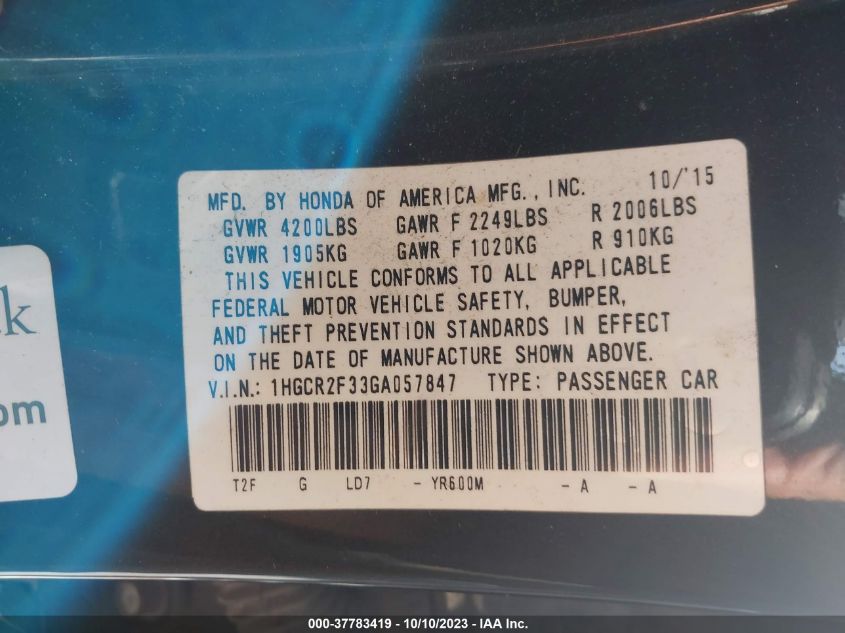 MFD. BY HONDA OF AMERICA MFG., INC. 10/'15
GVWR 4200LBS GAWR F 2249LBS R 2006LBS
GVWR 1905KG GAWR F 1020KG R 910KG
THIS VEHICLE CONFORMS TO ALL APPLICABLE
FEDERAL MOTOR VEHICLE SAFETY, BUMPER,
AND THEFT PREVENTION STANDARDS IN EFFECT
ON THE DATE OF MANUFACTURE SHOWN ABOVE.
V.I.N.: 1HGCR2F33GA057847 TYPE: PASSENGER CAR
T2F G LD7 - YR600M - A - A
k
om
000-37783419 - 10/10/2023 - IAA Inc.